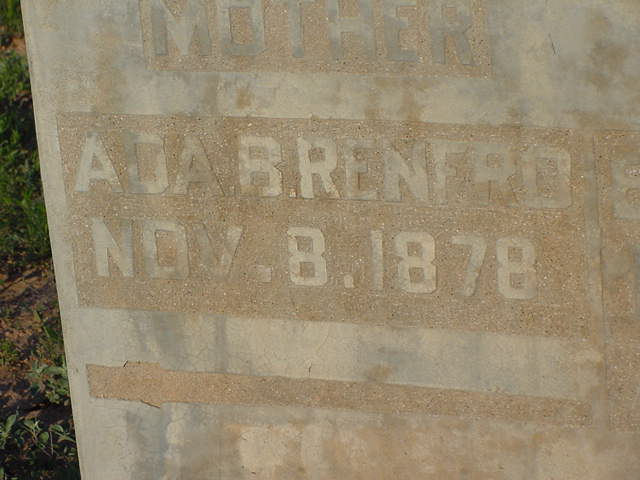 MOTHER
ADA B. RENFRO
NOV. 8. 1878